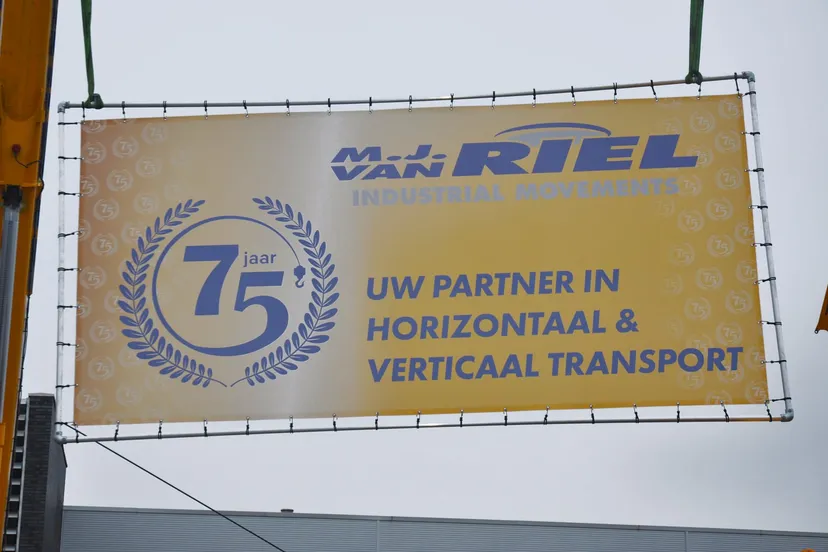 M.J.
VAN RIEL
INDUSTRIAL MOVEMENTS
75 jaar
UW PARTNER IN
HORIZONTAAL &
VERTICAAL TRANSPORT